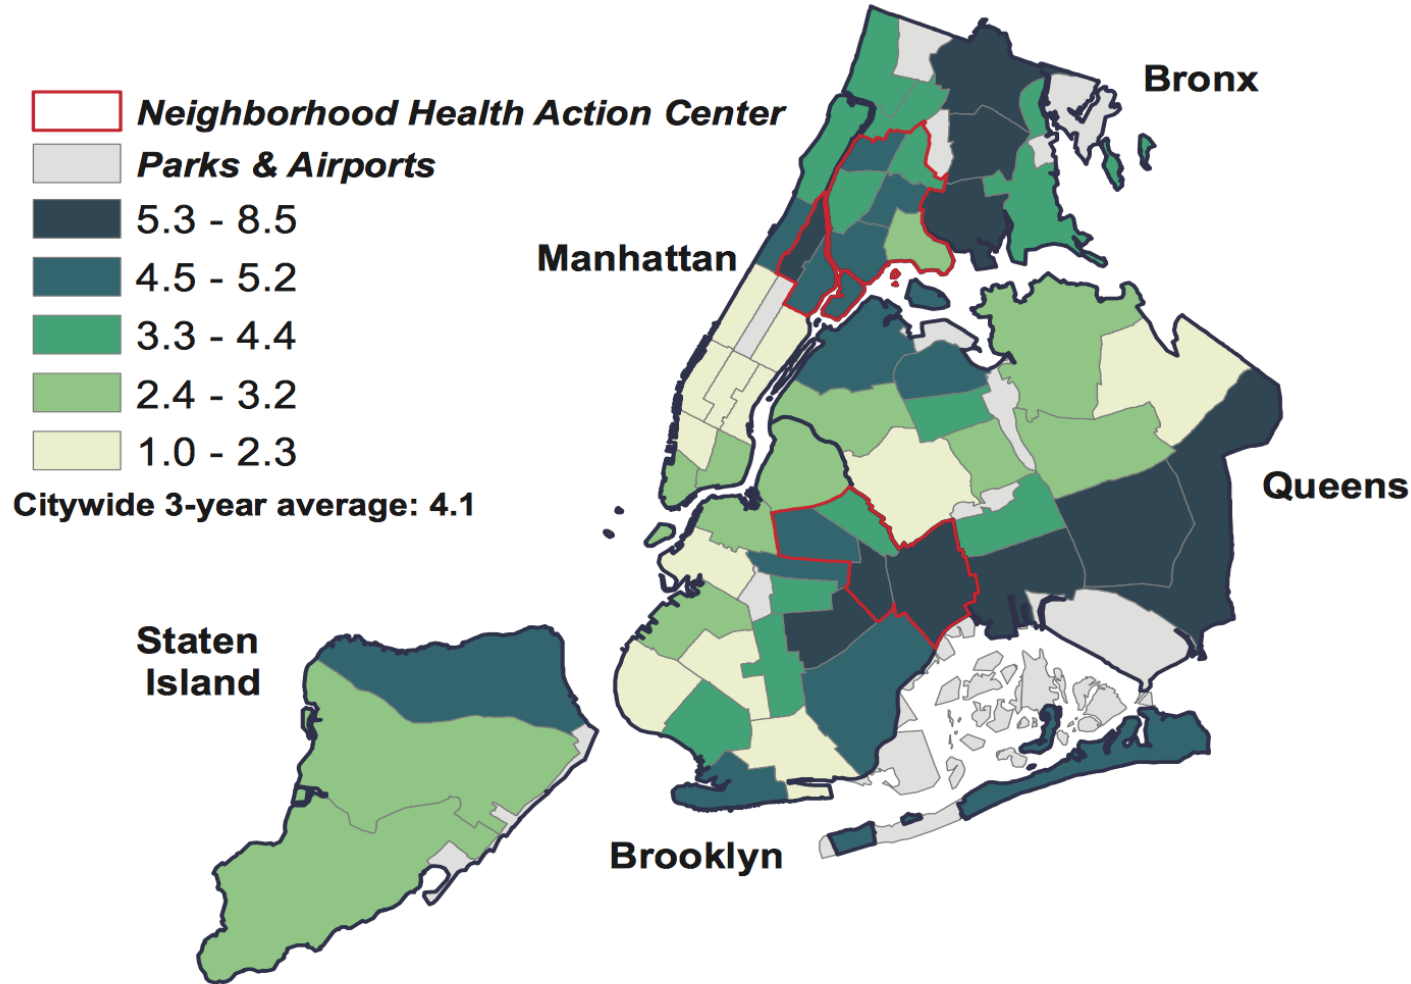 Bronx
Neighborhood Health Action Center
Parks & Airports
5.3 - 8.5
Manhattan
4.5 - 5.2
3.3 - 4.4
2.4 - 3.2
1.0 - 2.3
Queens
Citywide 3-year average: 4.1
Staten
Island
Brooklyn